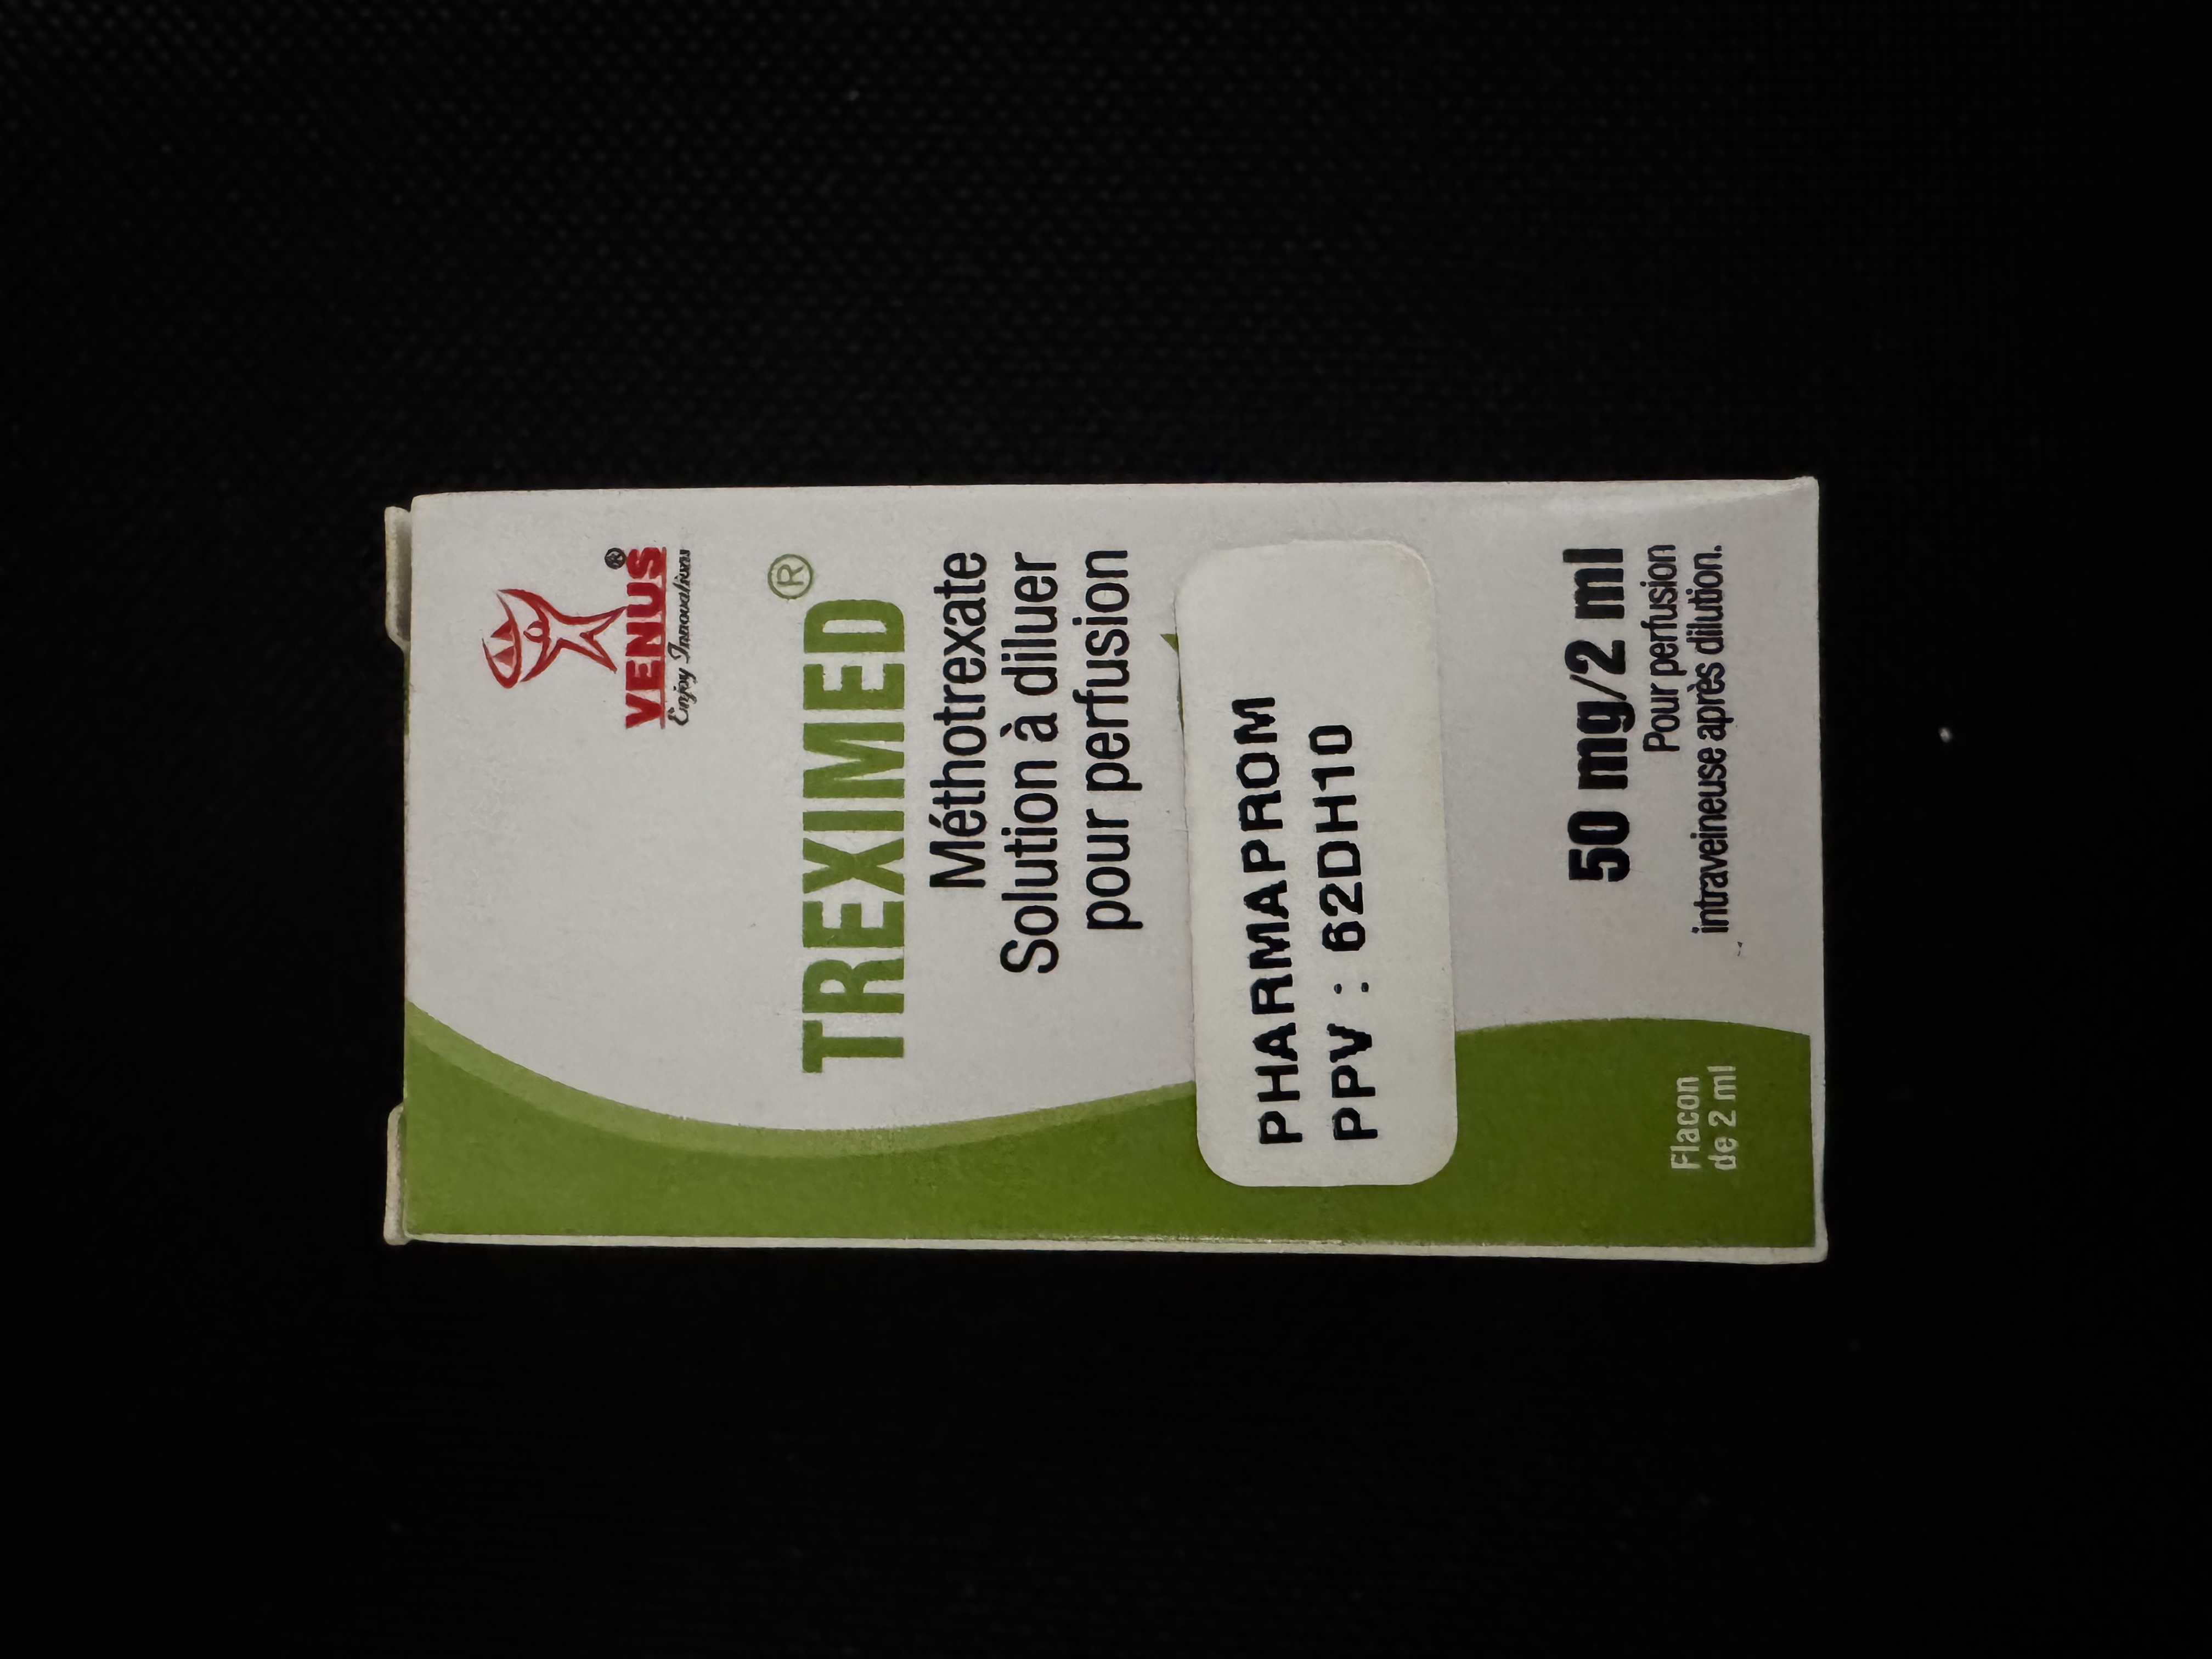 VENUS®
Enjoy Innovations
TREXIMED®
Méthotrexate
Solution à diluer
pour perfusion
PHARMAPROM
PPV : 62DH10
50 mg/2 ml
Pour perfusion
intraveineuse après dilution.
Flacon
de 2 ml